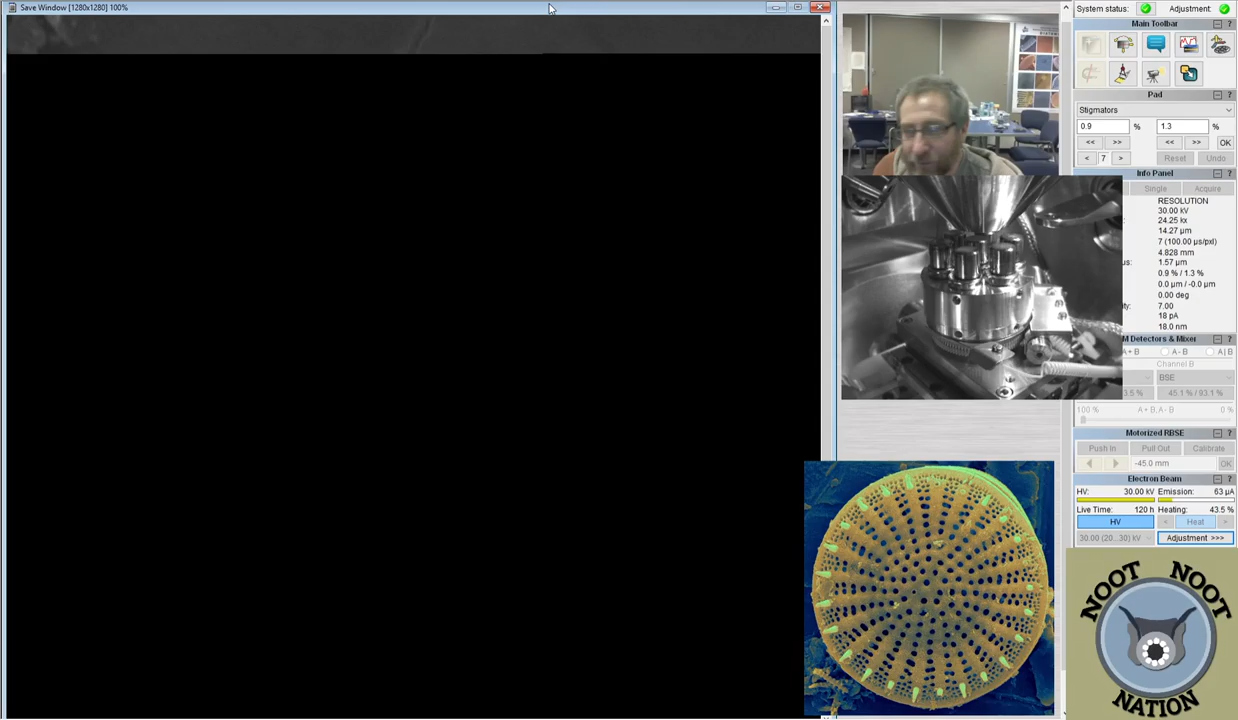 Save Window [1280x1280] 100%
System status:
Adjustment:
Main Toolbar
?
Pad
?
Stigmators
0.9 % 1.3 %
<< >> << >> OK
< 7 > Reset Undo
Info Panel
?
Single Acquire
RESOLUTION
30.00 kV
24.25 kx
14.27 µm
7 (100.00 µs/pxl)
4.828 mm
us: 1.57 µm
0.9 % / 1.3 %
0.0 µm / -0.0 µm
0.00 deg
ity: 7.00
18 pA
18.0 nm
M Detectors & Mixer
?
A + B A - B A | B
Channel B
BSE
3.5 % 45.1 % / 93.1 %
100 % A + B,A - B 0 %
Motorized RBSE
?
Push In Pull Out Calibrate
-45.0 mm OK
Electron Beam
?
HV: 30.00 kV Emission: 63 µA
Live Time: 120 h Heating: 43.5 %
HV < Heat >
30.00 (20...30) kV Adjustment >>>
NOOT NOOT
NATION